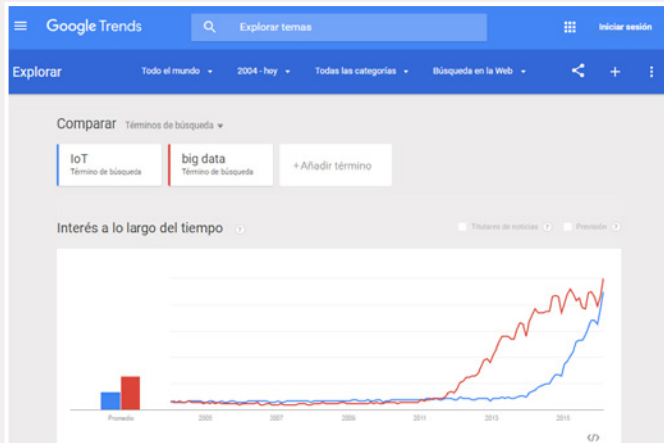 Google Trends
Explorar temas
Iniciar sesión
Explorar
Todo el mundo
2004 - hoy
Todas las categorías
Búsqueda en la Web
Comparar Términos de búsqueda
IoT
Término de búsqueda
big data
Término de búsqueda
+Añadir término
Interés a lo largo del tiempo
Titulares de noticias
Previsión
Promedio
2005
2007
2009
2011
2013
2015